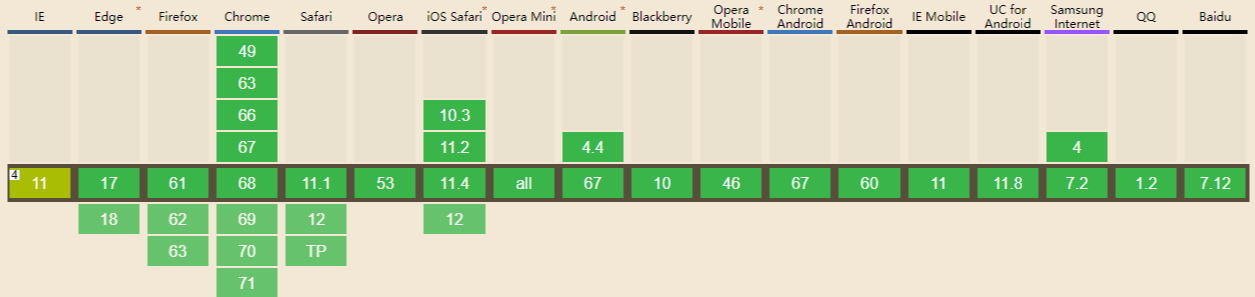 IE Edge * Firefox Chrome Safari Opera iOS Safari * Opera Mini * Android * Blackberry Opera Mobile * Chrome Android Firefox Android IE Mobile UC for Android Samsung Internet QQ Baidu
49
63
66 10.3
67 11.2 4.4 4
4 11 17 61 68 11.1 53 11.4 all 67 10 46 67 60 11 11.8 7.2 1.2 7.12
18 62 69 12 12
63 70 TP
71